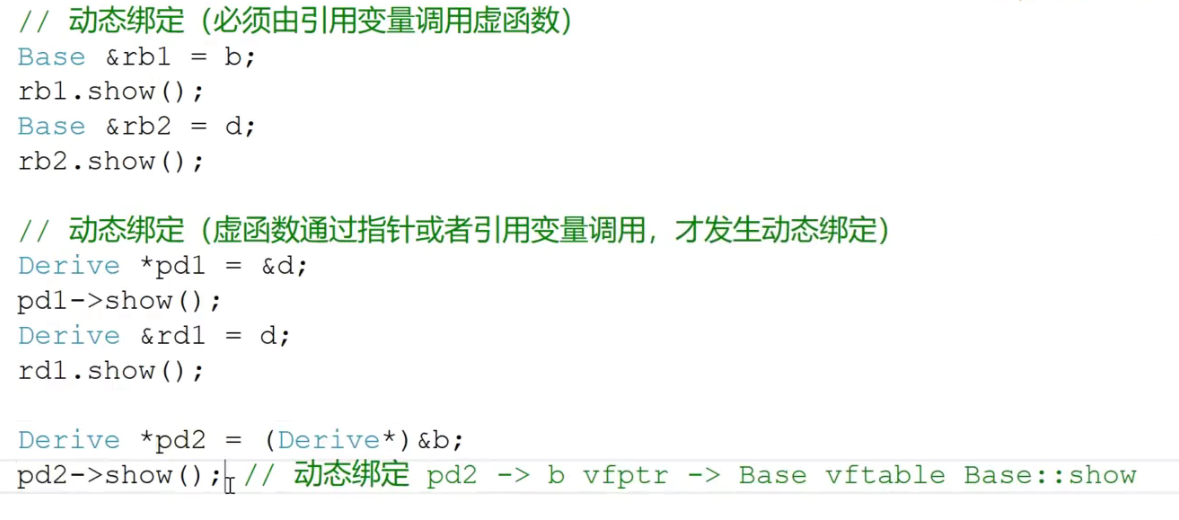 // 动态绑定（必须由引用变量调用虚函数）
Base &rb1 = b;
rb1.show();
Base &rb2 = d;
rb2.show();
// 动态绑定（虚函数通过指针或者引用变量调用，才发生动态绑定）
Derive *pd1 = &d;
pd1->show();
Derive &rd1 = d;
rd1.show();
Derive *pd2 = (Derive*)&b;
pd2->show(); // 动态绑定 pd2 -> b vfptr -> Base vftable Base::show